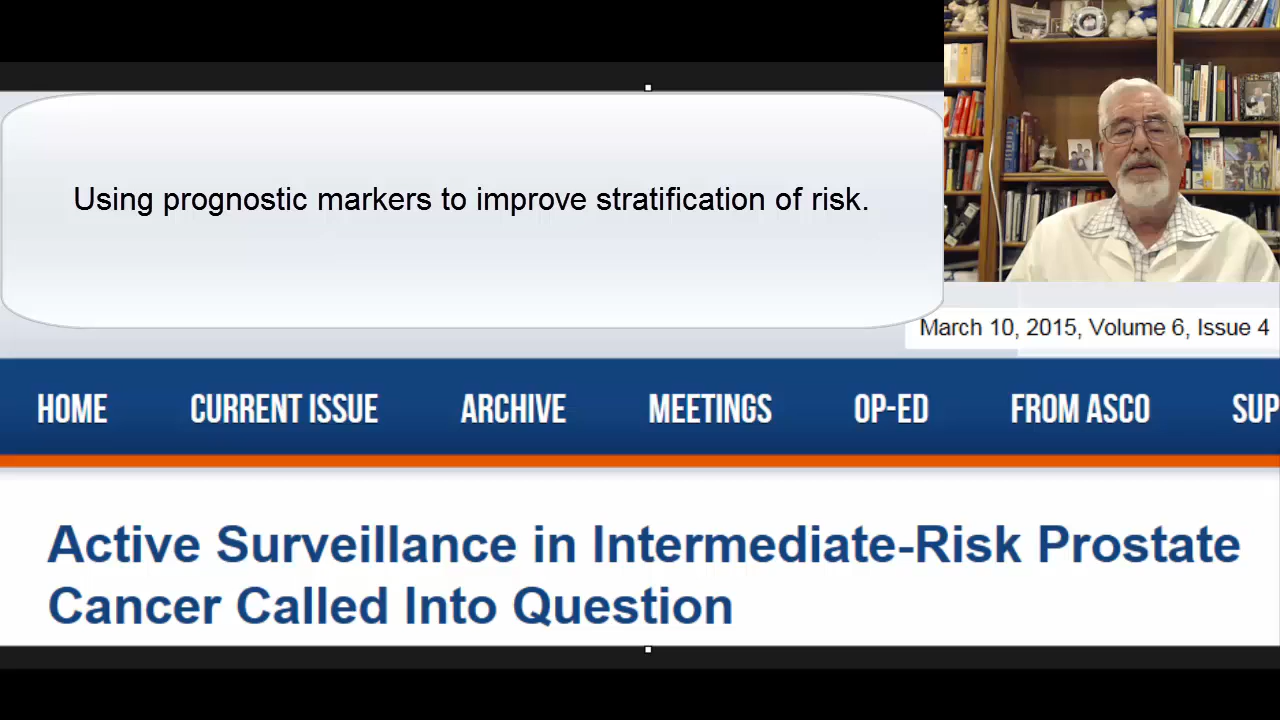 Using prognostic markers to improve stratification of risk.
March 10, 2015, Volume 6, Issue 4
HOME CURRENT ISSUE ARCHIVE MEETINGS OP-ED FROM ASCO SUP
Active Surveillance in Intermediate-Risk Prostate
Cancer Called Into Question